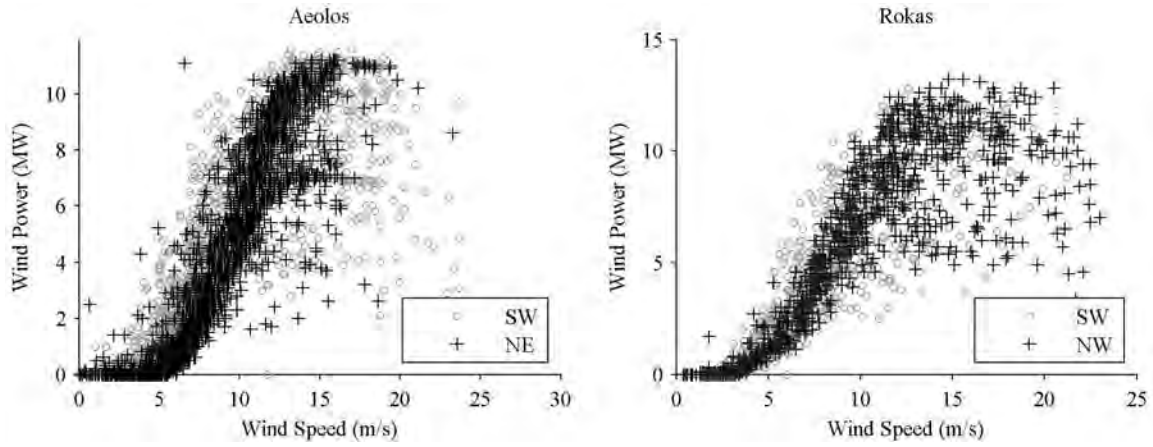 Aeolos
Wind Power (MW)
10
8
6
4
2
0
0 5 10 15 20 25 30
Wind Speed (m/s)
SW
NE
Rokas
Wind Power (MW)
15
10
5
0
0 5 10 15 20 25
Wind Speed (m/s)
SW
NW